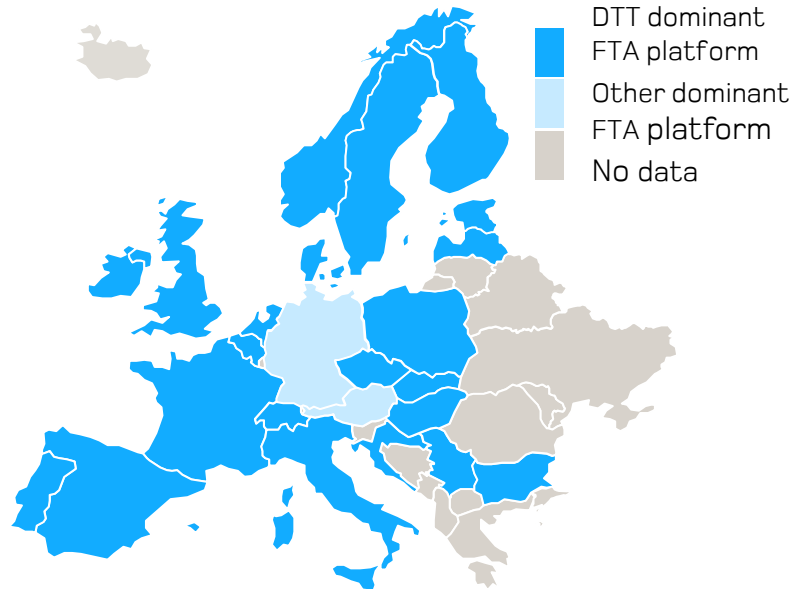 DTT dominant
FTA platform
Other dominant
FTA platform
No data